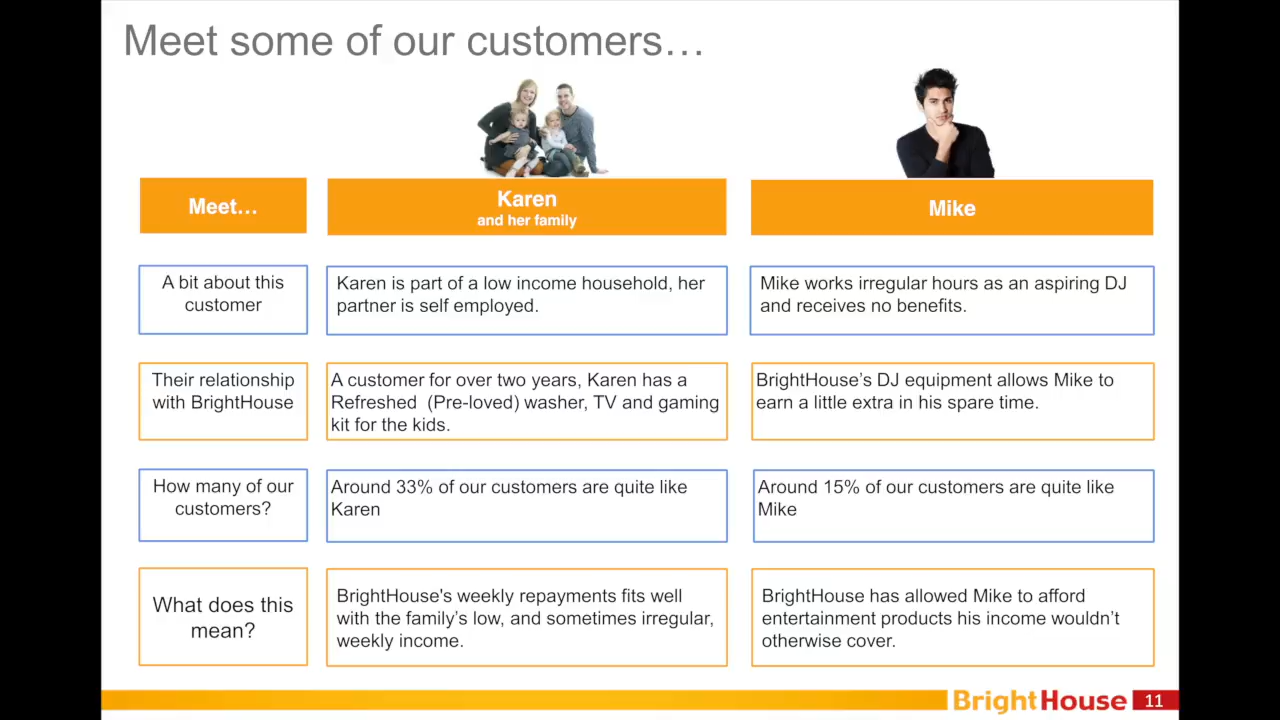 Meet some of our customers…
Meet…
Karen
and her family
Mike
A bit about this
customer
Karen is part of a low income household, her
partner is self employed.
Mike works irregular hours as an aspiring DJ
and receives no benefits.
Their relationship
with BrightHouse
A customer for over two years, Karen has a
Refreshed (Pre-loved) washer, TV and gaming
kit for the kids.
BrightHouse’s DJ equipment allows Mike to
earn a little extra in his spare time.
How many of our
customers?
Around 33% of our customers are quite like
Karen
Around 15% of our customers are quite like
Mike
What does this
mean?
BrightHouse's weekly repayments fits well
with the family’s low, and sometimes irregular,
weekly income.
BrightHouse has allowed Mike to afford
entertainment products his income wouldn’t
otherwise cover.
BrightHouse 11